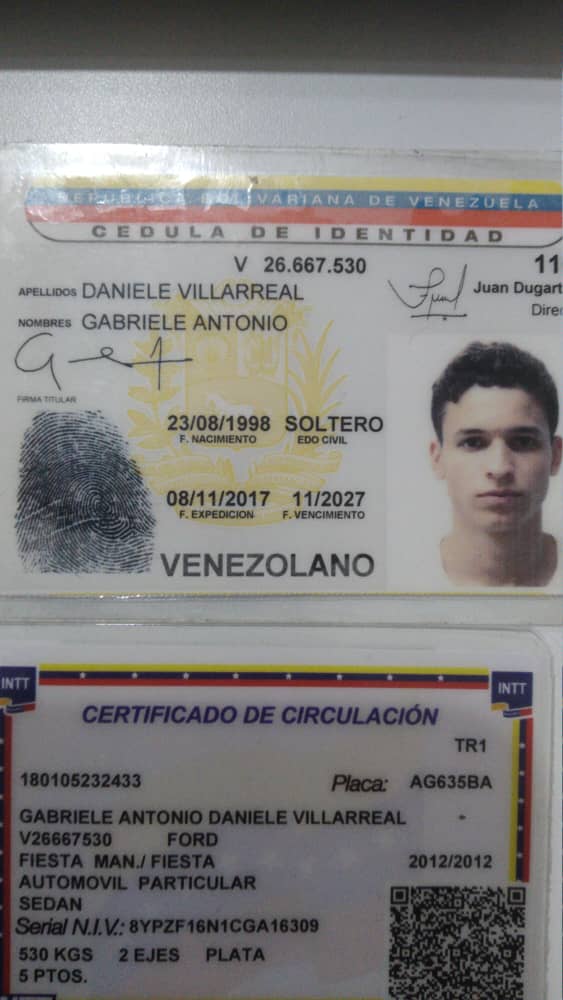 REPÚBLICA BOLIVARIANA DE VENEZUELA
CEDULA DE IDENTIDAD
V 26.667.530
11
APELLIDOS DANIELE VILLARREAL
Juan Dugart
Direc
NOMBRES GABRIELE ANTONIO
FIRMA TITULAR
23/08/1998 SOLTERO
F. NACIMIENTO EDO CIVIL
08/11/2017 11/2027
F. EXPEDICION F. VENCIMIENTO
VENEZOLANO
INTT
INTT
CERTIFICADO DE CIRCULACIÓN
TR1
180105232433 Placa: AG635BA
GABRIELE ANTONIO DANIELE VILLARREAL -
V26667530 FORD
FIESTA MAN./ FIESTA 2012/2012
AUTOMOVIL PARTICULAR
SEDAN
Serial N.I.V.: 8YPZF16N1CGA16309
530 KGS 2 EJES PLATA
5 PTOS.